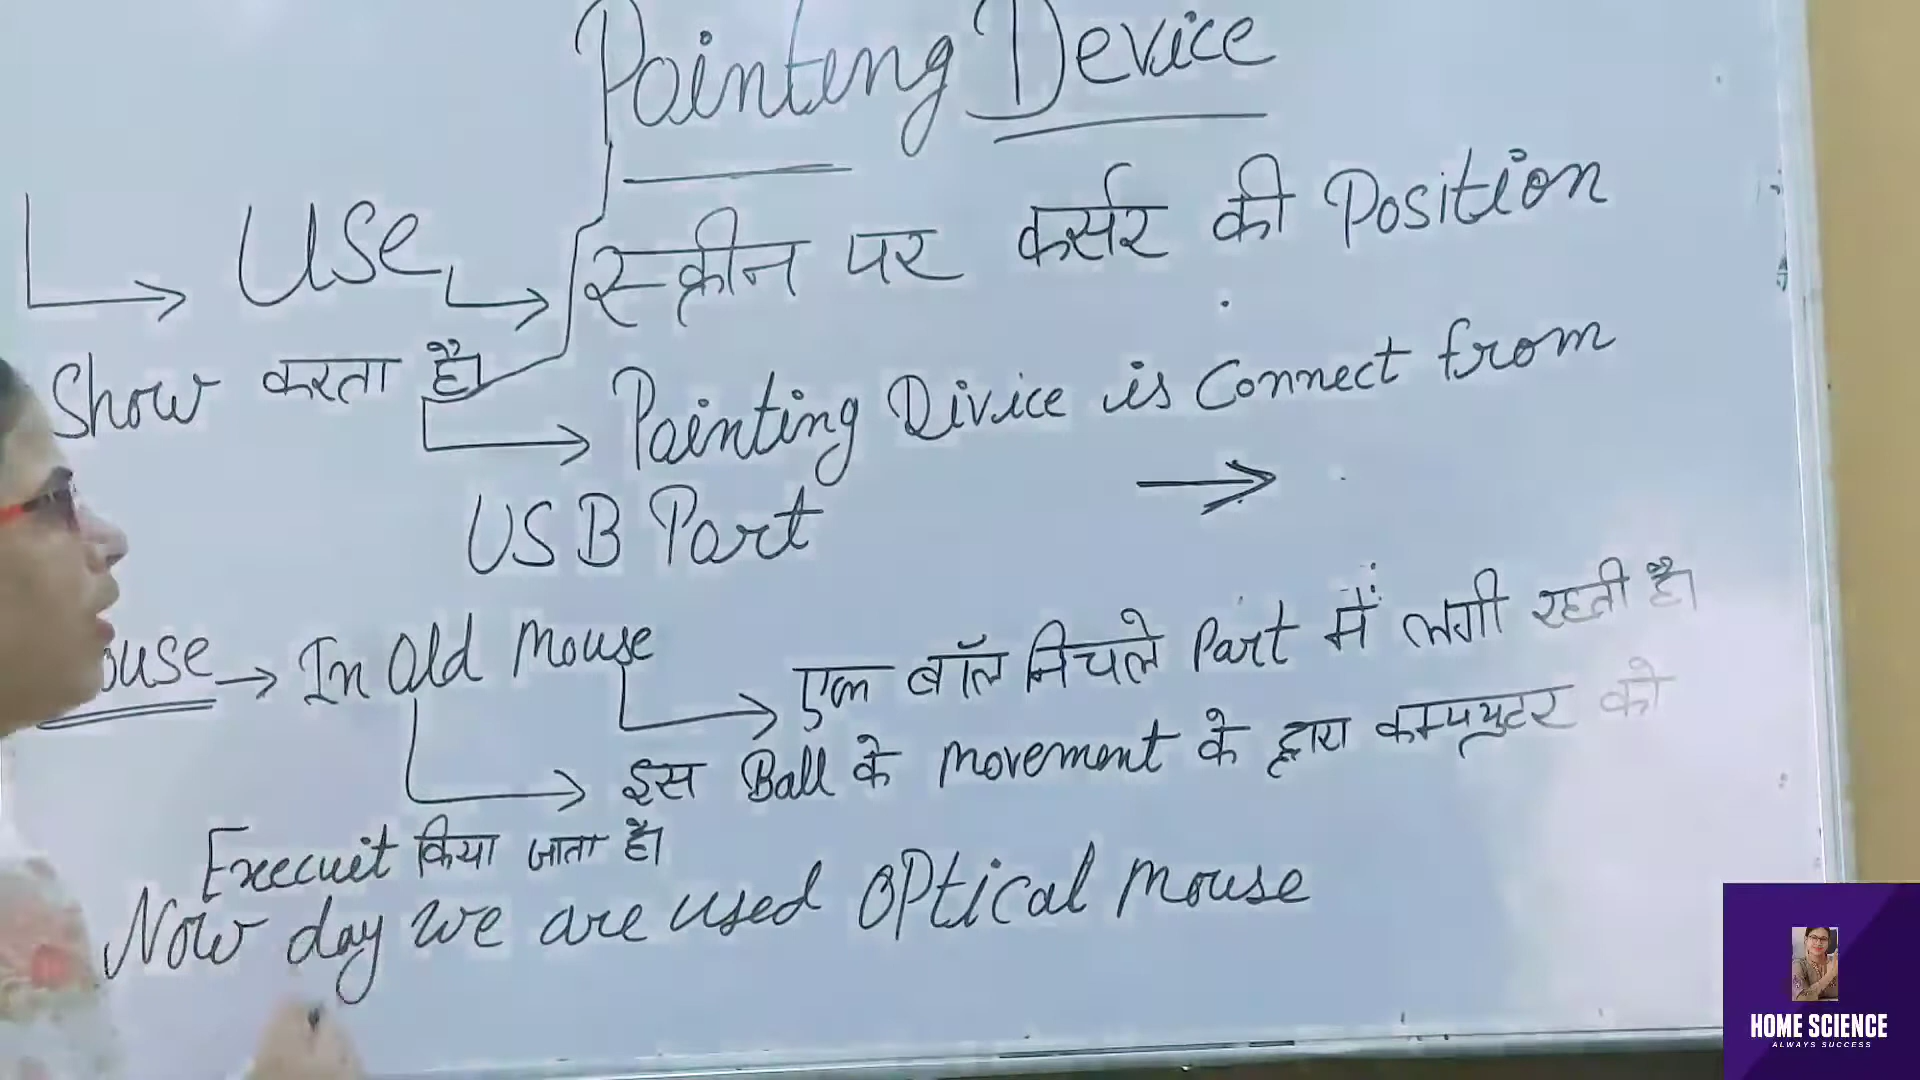 Pointing Device
Use स्क्रीन पर कर्सर की Position
Show करता है।
Pointing Divice is Connect from
USB Part
ouse → In Old Mouse
एक बॉल निचले Part में लगी रहती है।
इस Ball के movement के द्वारा कम्प्युटर को
Execuit किया जाता है।
Now day we are used OPtical Mouse
HOME SCIENCE
ALWAYS SUCCESS